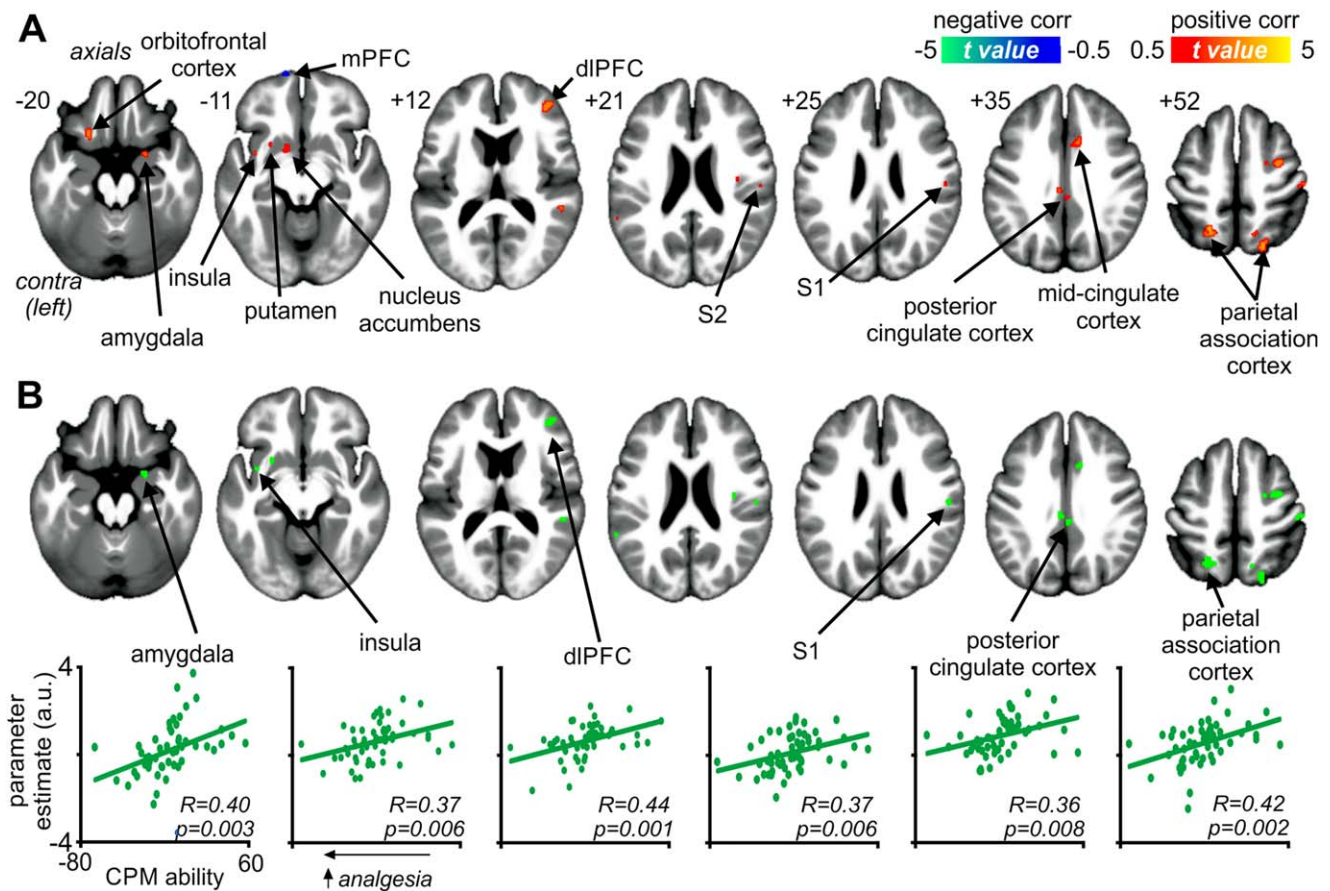 A
axials
orbitofrontal
cortex
mPFC
dlPFC
negative corr
-5 t value -0.5
positive corr
0.5 t value 5
-20
-11
+12
+21
+25
+35
+52
contra
(left)
amygdala
insula
putamen
nucleus
accumbens
S2
S1
posterior
cingulate cortex
mid-cingulate
cortex
parietal
association
cortex
B
amygdala
insula
dlPFC
S1
posterior
cingulate cortex
parietal
association
cortex
parameter
estimate (a.u.)
4
-4
R=0.40
p=0.003
R=0.37
p=0.006
R=0.44
p=0.001
R=0.37
p=0.006
R=0.36
p=0.008
R=0.42
p=0.002
-80
60
CPM ability
analgesia